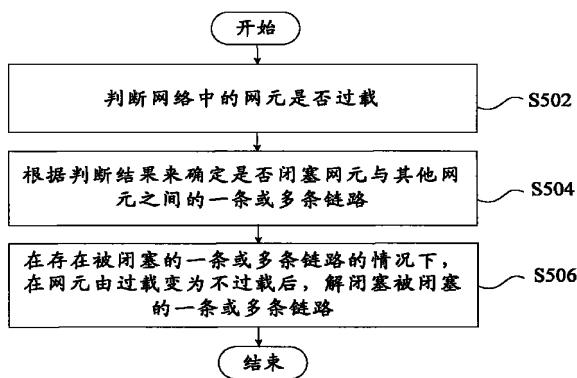 开始
判断网络中的网元是否过载
S502
根据判断结果来确定是否闭塞网元与其他网
元之间的一条或多条链路
S504
在存在被闭塞的一条或多条链路的情况下，
在网元由过载变为不过载后，解闭塞被闭塞
的一条或多条链路
S506
结束